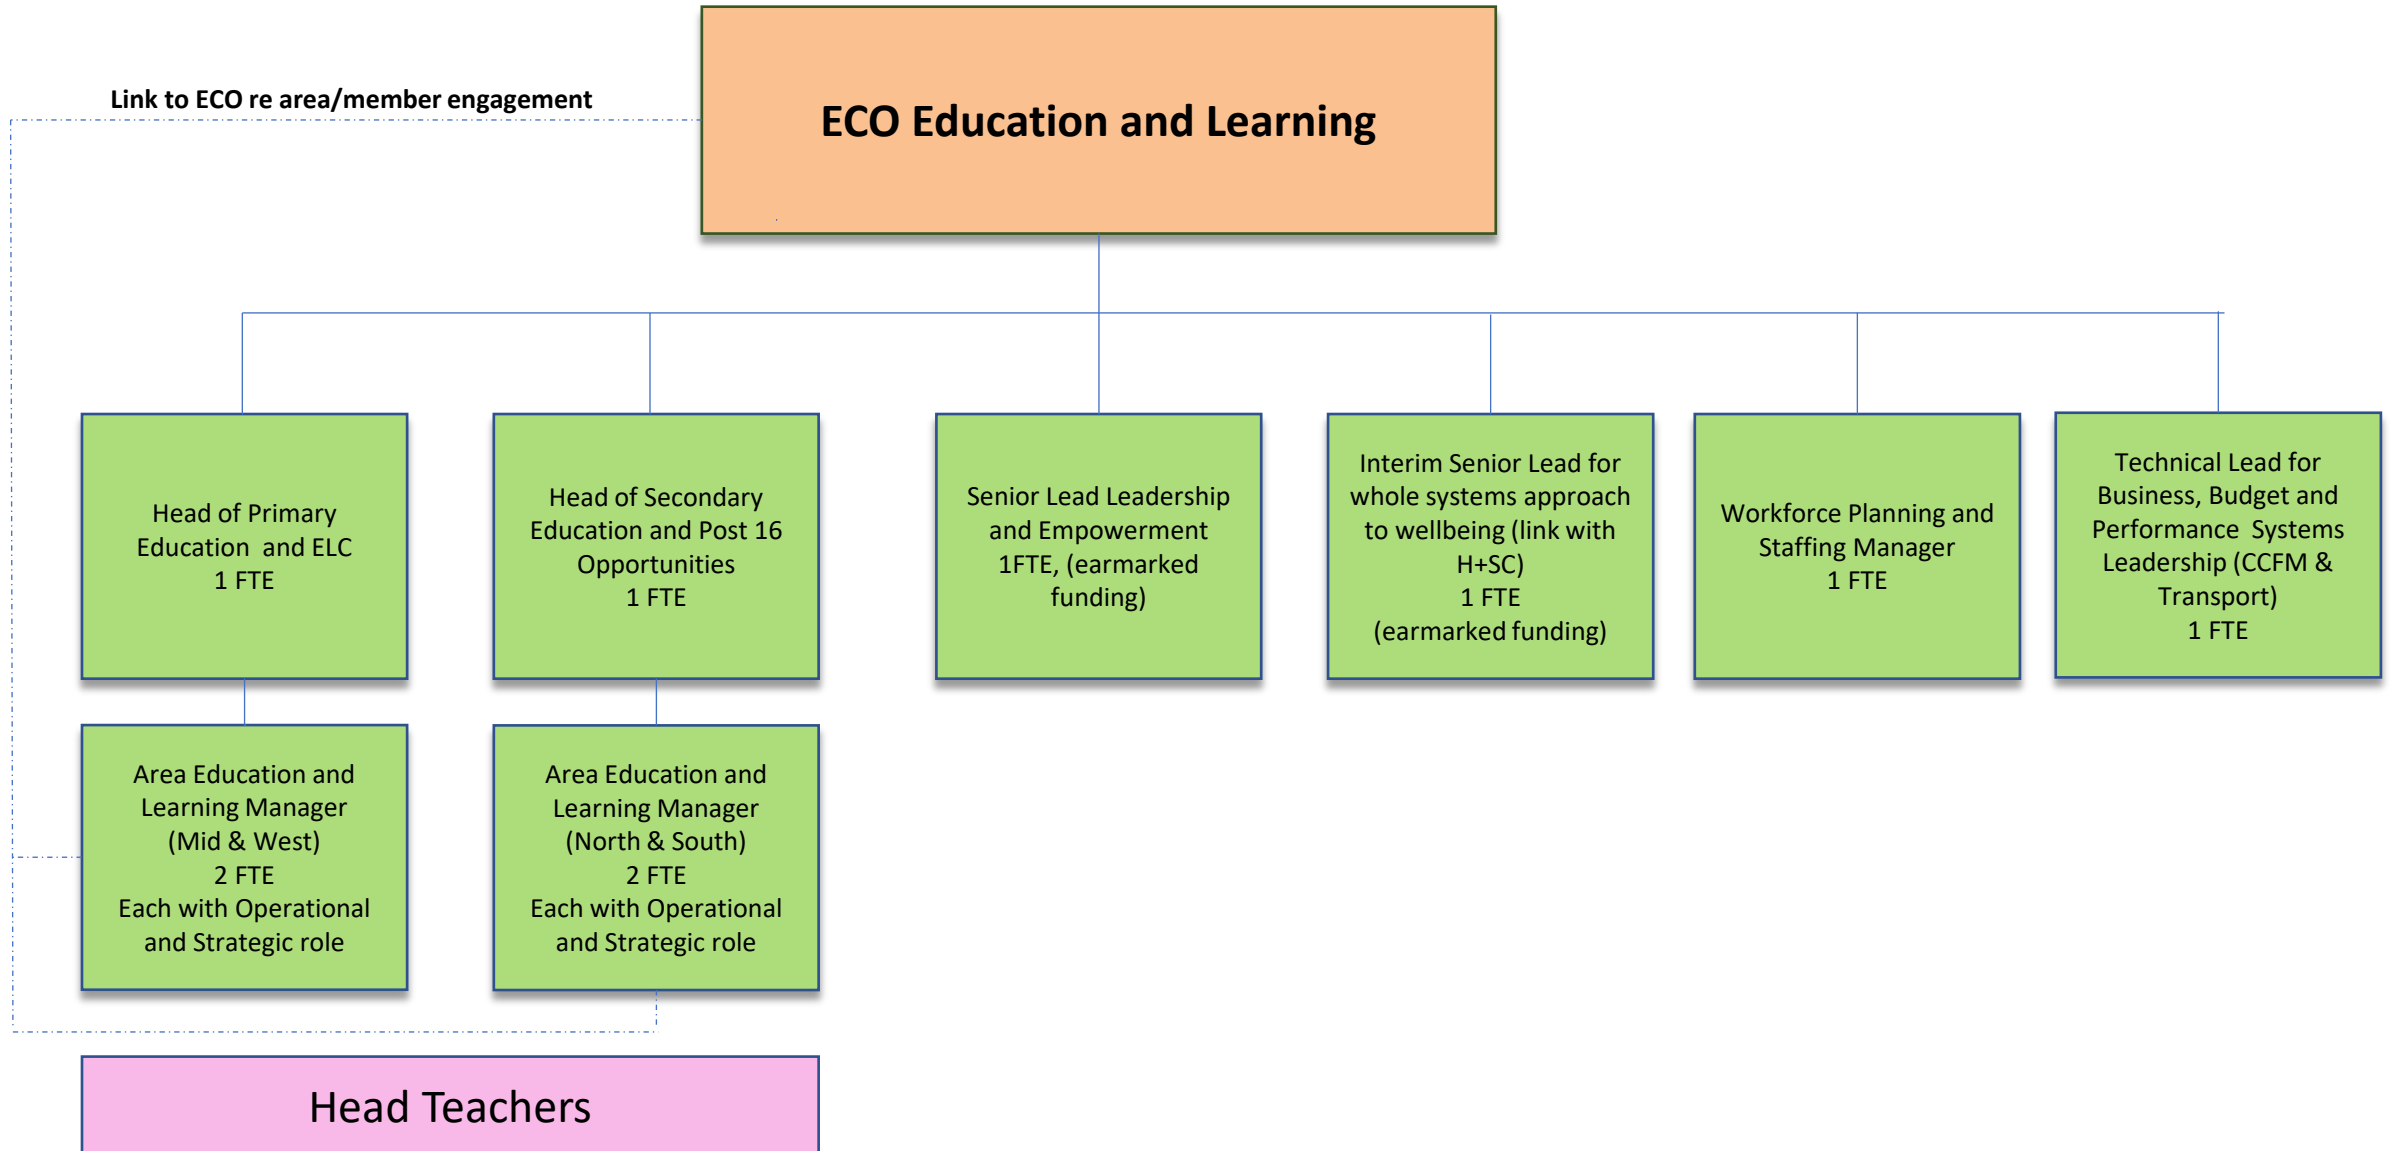 Link to ECO re area/member engagement
ECO Education and Learning
Head of Primary
Education and ELC
1 FTE
Head of Secondary
Education and Post 16
Opportunities
1 FTE
Senior Lead Leadership
and Empowerment
1FTE, (earmarked
funding)
Interim Senior Lead for
whole systems approach
to wellbeing (link with
H+SC)
1 FTE
(earmarked funding)
Workforce Planning and
Staffing Manager
1 FTE
Technical Lead for
Business, Budget and
Performance Systems
Leadership (CCFM &
Transport)
1 FTE
Area Education and
Learning Manager
(Mid & West)
2 FTE
Each with Operational
and Strategic role
Area Education and
Learning Manager
(North & South)
2 FTE
Each with Operational
and Strategic role
Head Teachers